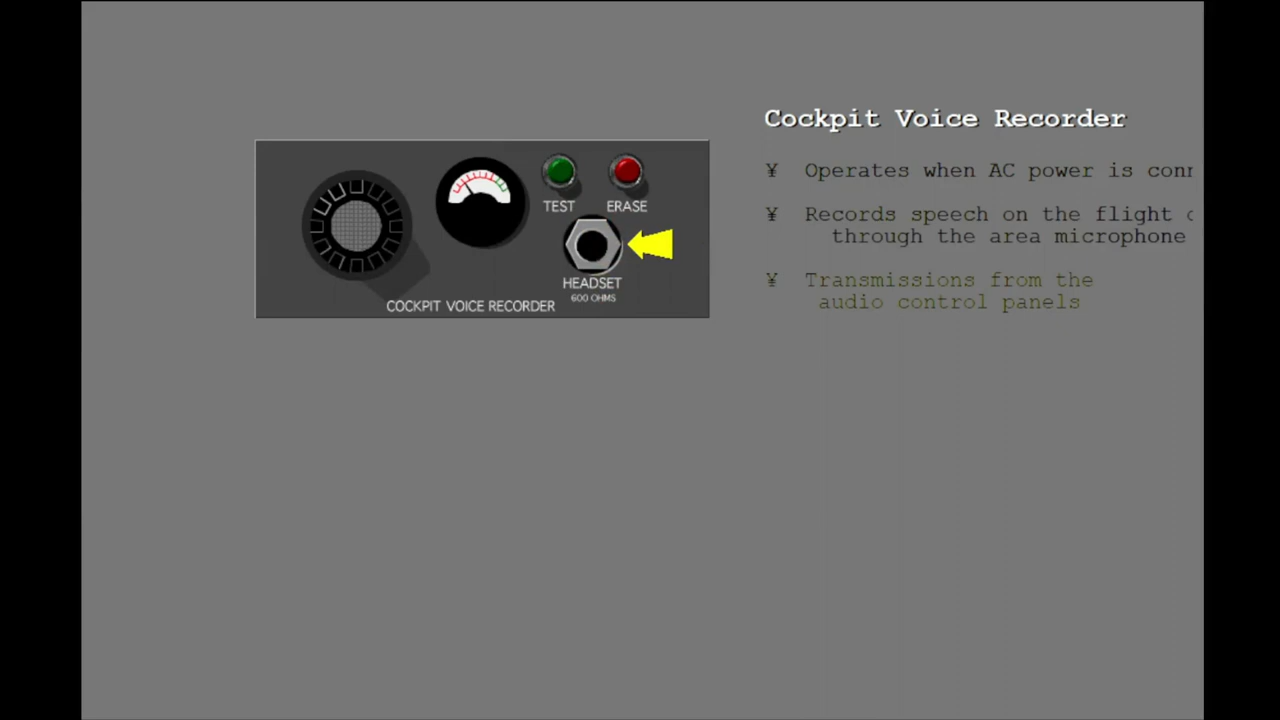 Cockpit Voice Recorder
¥ Operates when AC power is
¥ Records speech on the flight
through the area microphone
¥ Transmissions from the
audio control panels
TEST ERASE
HEADSET
600 OHMS
COCKPIT VOICE RECORDER